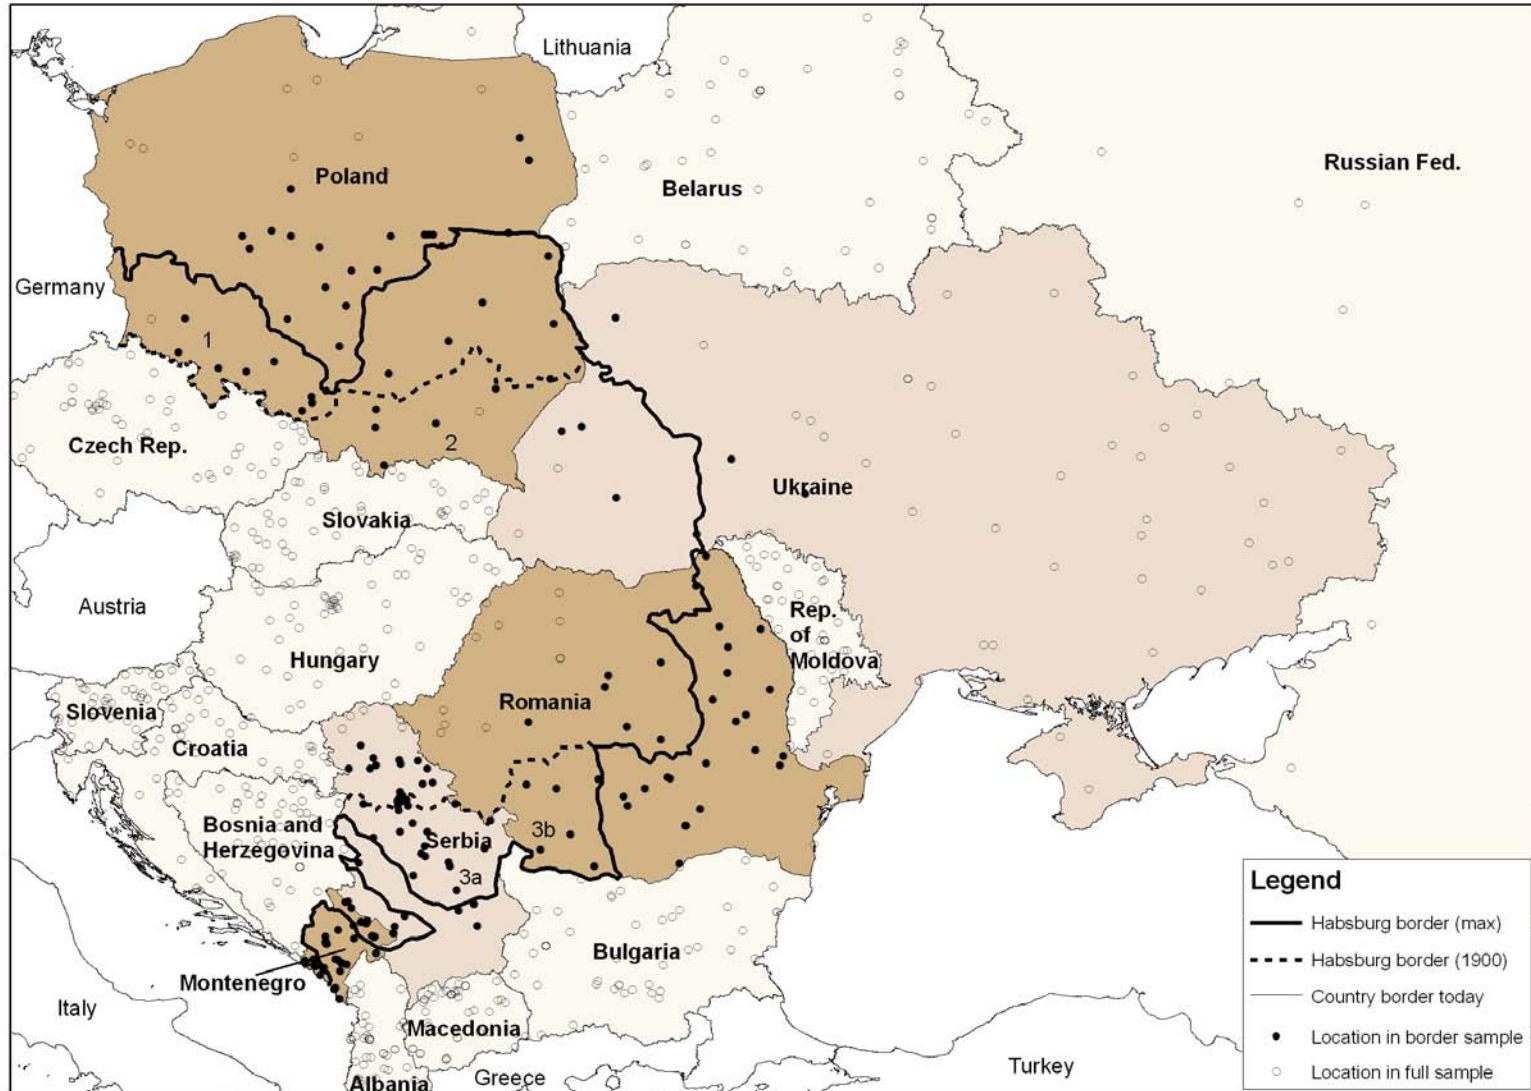 Lithuania
Poland
Belarus
Russian Fed.
Germany
1
2
Czech Rep.
Ukraine
Slovakia
Austria
Rep.
of
Moldova
Hungary
Romania
Slovenia
Croatia
Bosnia and
Herzegovina
Serbia
3b
3a
Bulgaria
Montenegro
Italy
Macedonia
Albania
Greece
Turkey
Legend
Habsburg border (max)
Habsburg border (1900)
Country border today
Location in border sample
Location in full sample